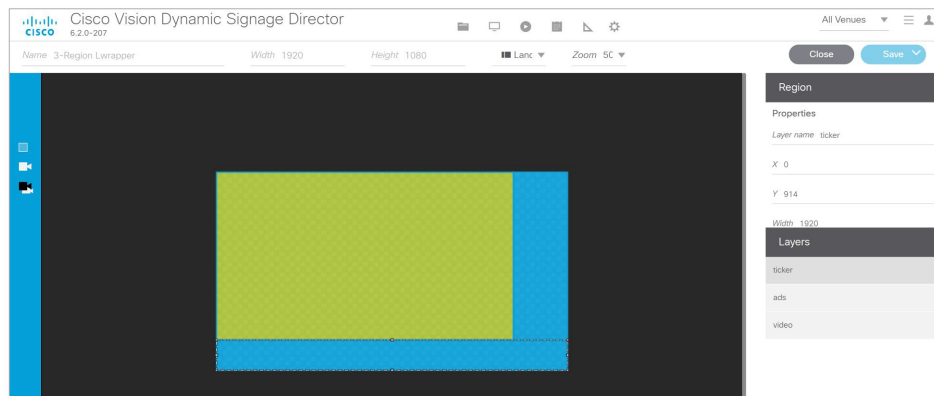 Cisco Vision Dynamic Signage Director
CISCO
6.2.0-207
All Venues
Name 3-Region Lwrapper
Width 1920
Height 1080
Lanc
Zoom 50
Close
Save
Region
Properties
Layer name ticker
X 0
Y 914
Width 1920
Layers
ticker
ads
video